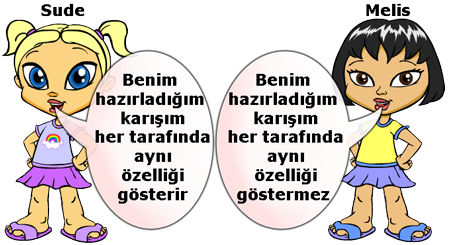 Sude
Benim
hazırladığım
karışım
her tarafında
aynı
özelliği
gösterir
Melis
Benim
hazırladığım
karışım
her tarafında
aynı
özelliği
göstermez